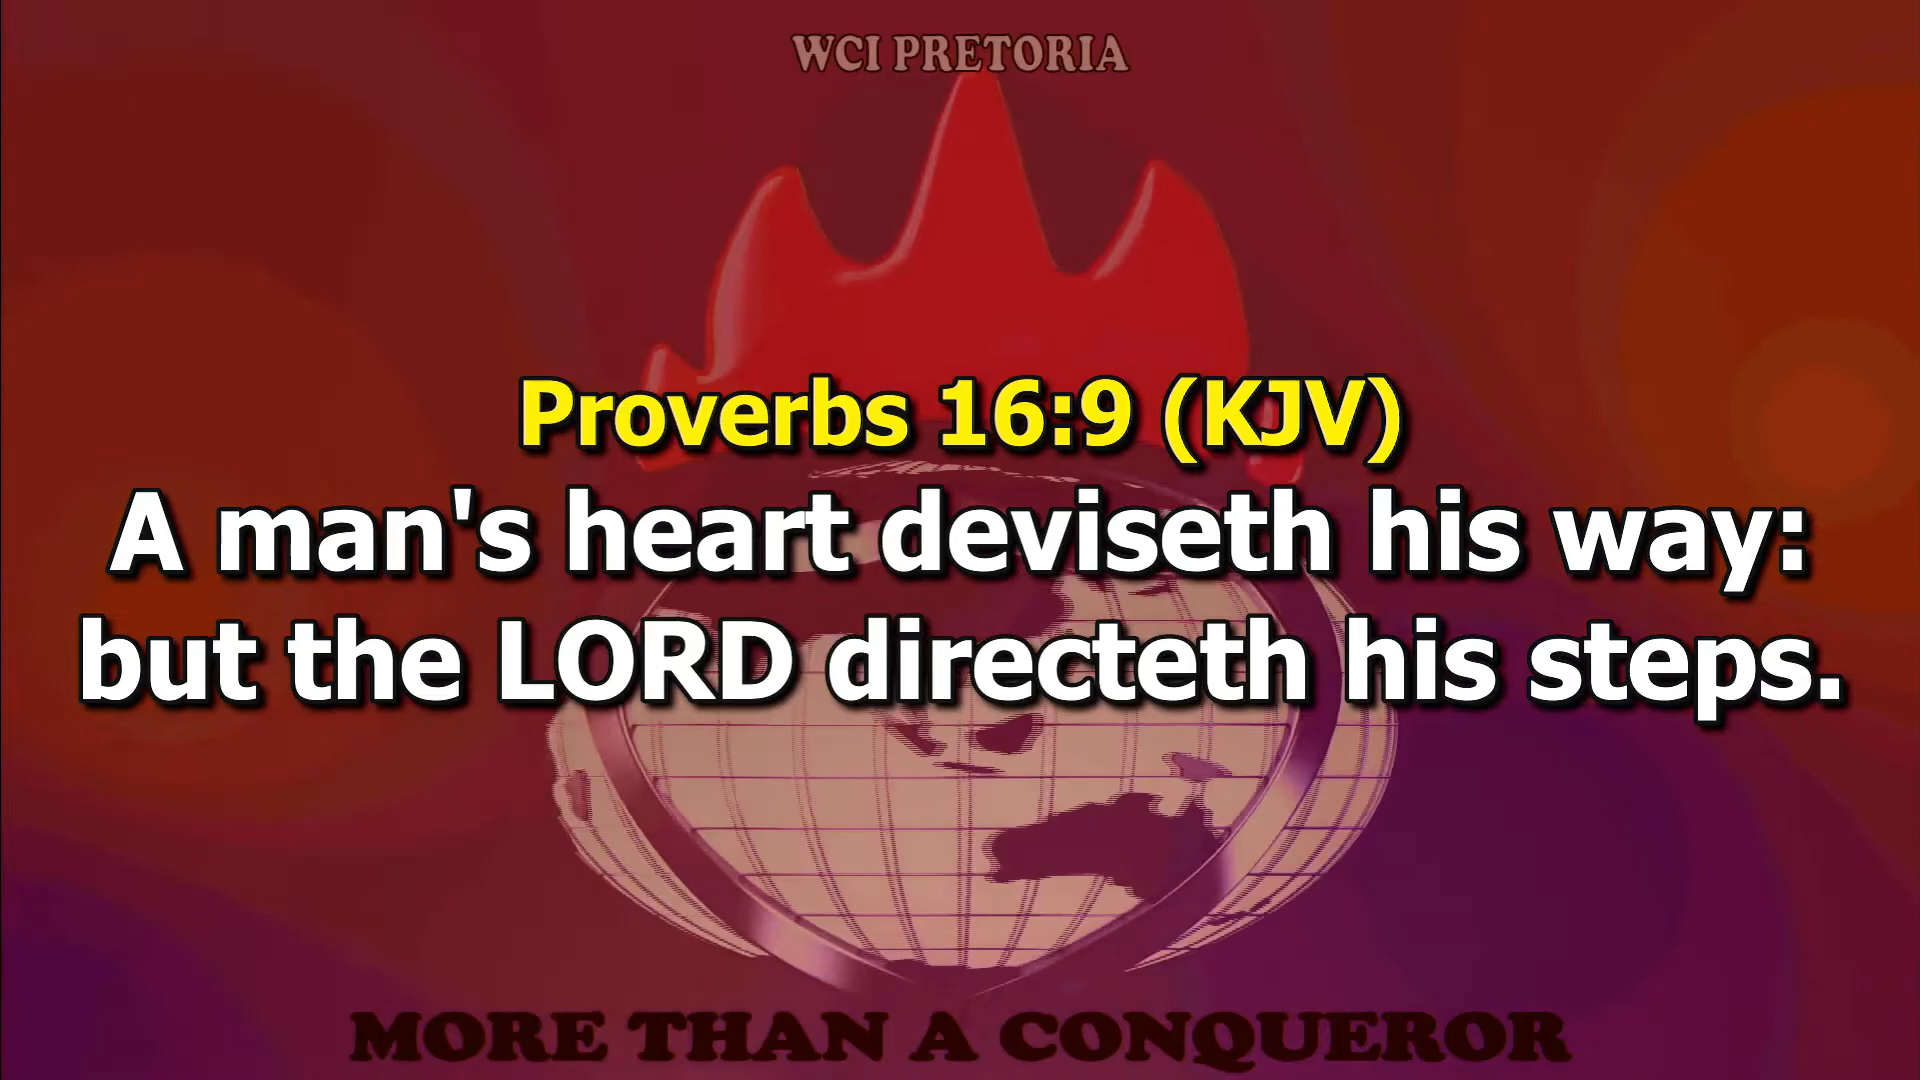 WCI PRETORIA
Proverbs 16:9 (KJV)
A man's heart deviseth his way:
but the LORD directeth his steps.
MORE THAN A CONQUEROR